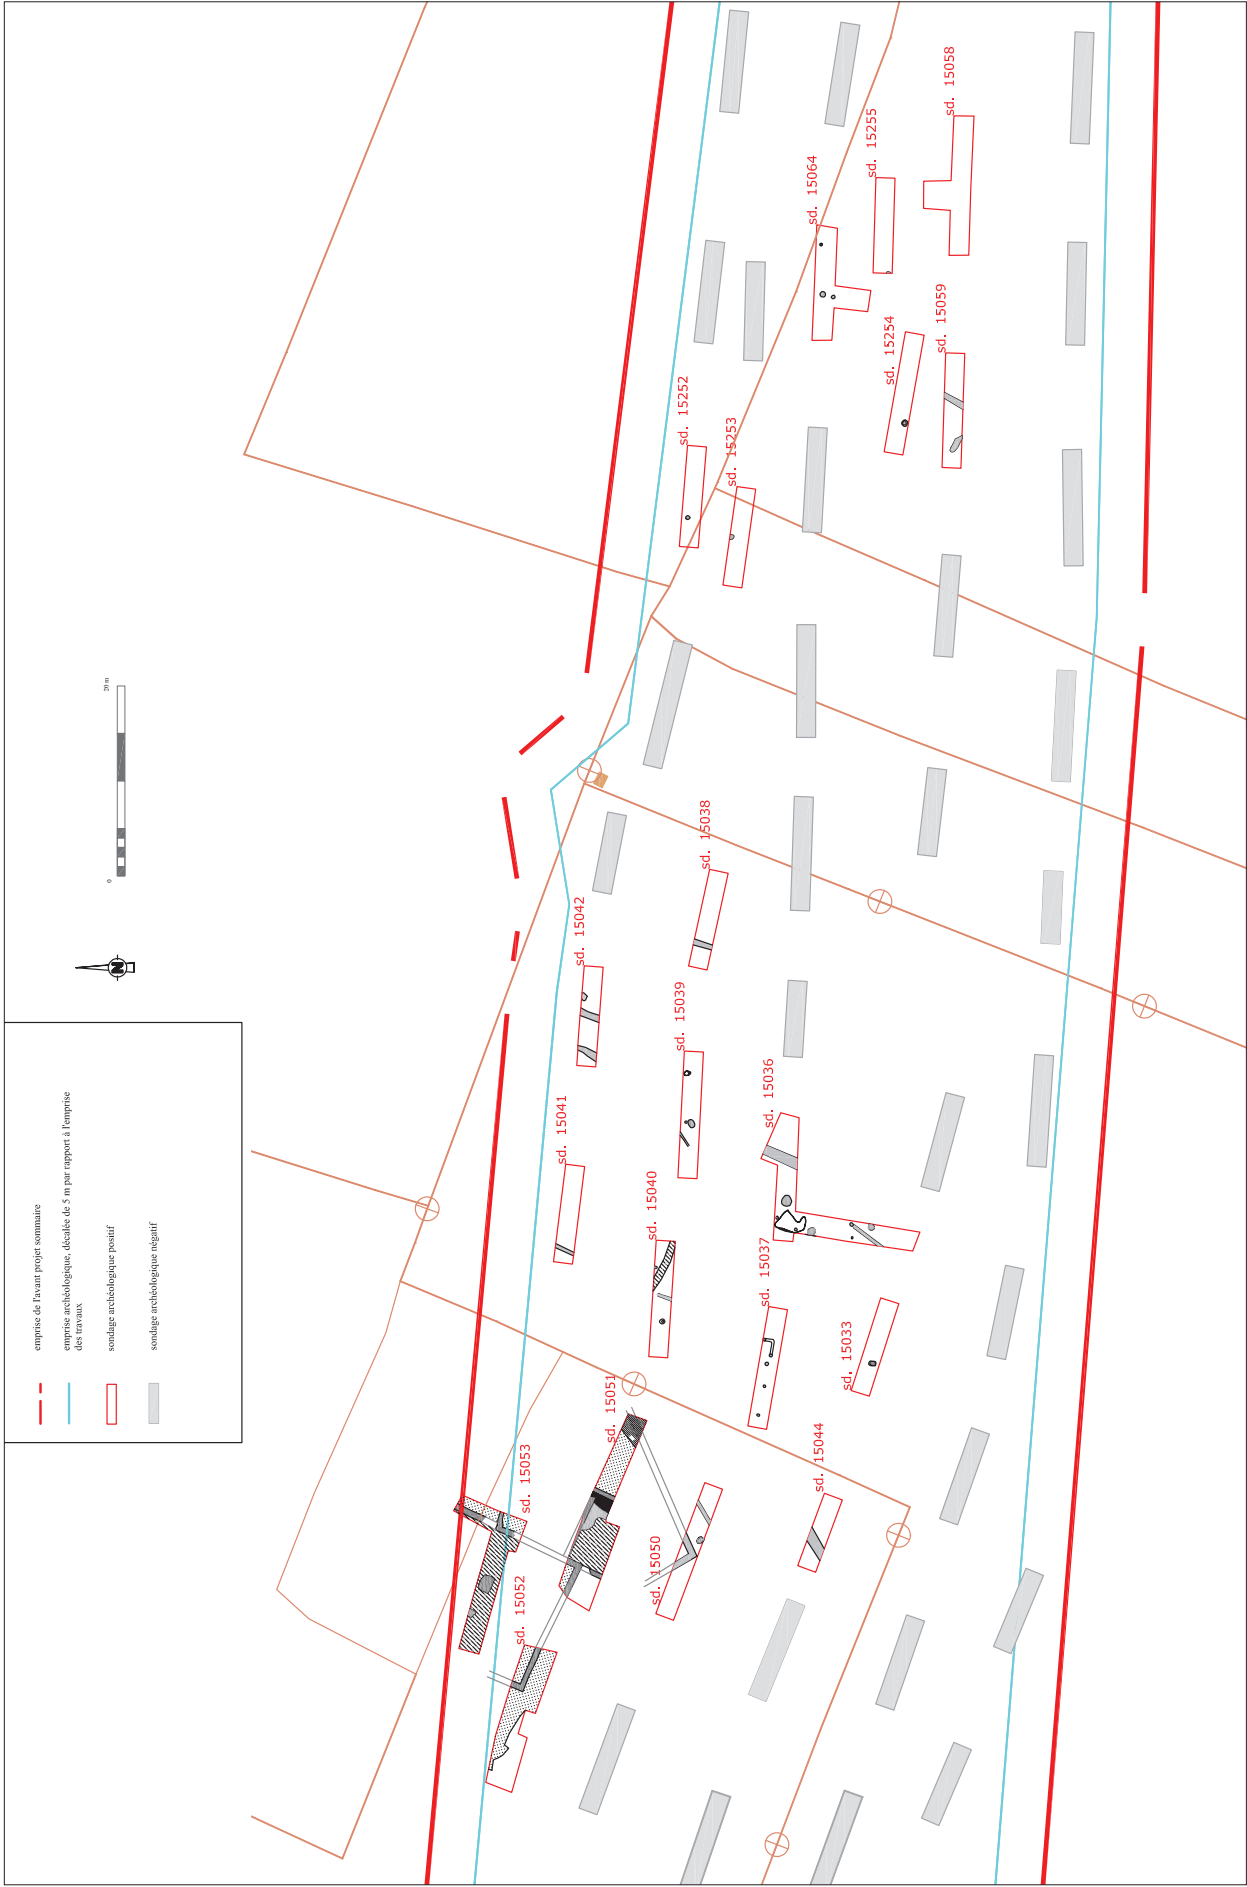 emprise de l'avant projet sommaire
emprise archéologique, décalée de 5 m par rapport à l'emprise
des travaux
sondage archéologique positif
sondage archéologique négatif
N
0
20 m
sd. 15053
sd. 15052
sd. 15051
sd. 15050
sd. 15044
sd. 15041
sd. 15042
sd. 15040
sd. 15039
sd. 15038
sd. 15037
sd. 15036
sd. 15033
sd. 15252
sd. 15253
sd. 15064
sd. 15255
sd. 15254
sd. 15059
sd. 15058